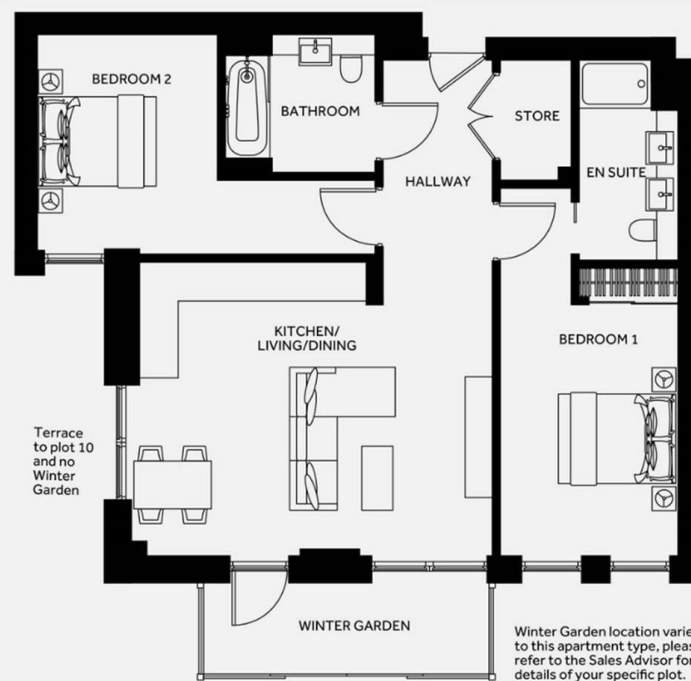 BEDROOM 2
BATHROOM
STORE
EN SUITE
HALLWAY
KITCHEN/
LIVING/DINING
BEDROOM 1
Terrace
to plot 10
and no
Winter
Garden
WINTER GARDEN
Winter Garden location varie
to this apartment type, pleas
refer to the Sales Advisor for
details of your specific plot.